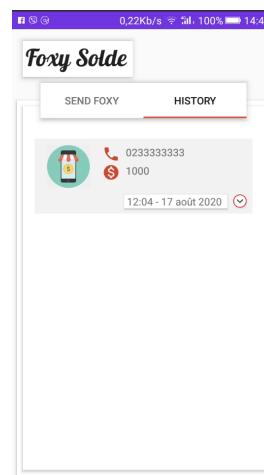 0,22Kb/s 100% 14:4
Foxy Solde
SEND FOXY HISTORY
0233333333
1000
12:04 - 17 août 2020